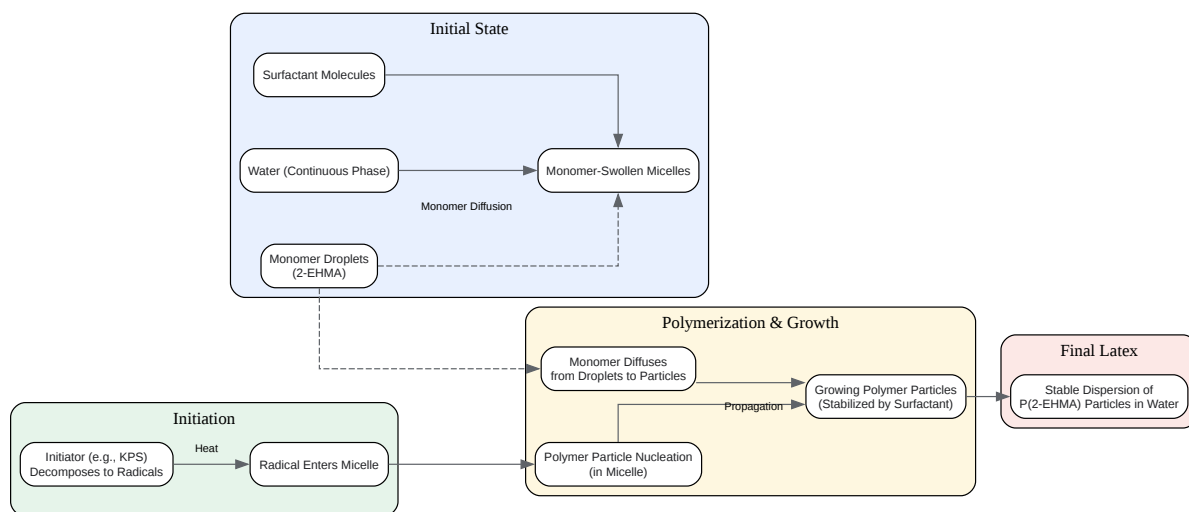 Initial State
Surfactant Molecules
Water (Continuous Phase)
Monomer-Swollen Micelles
Monomer Diffusion
Monomer Droplets
(2-EHMA)
Polymerization & Growth
Monomer Diffuses
from Droplets to Particles
Growing Polymer Particles
(Stabilized by Surfactant)
Propagation
Polymer Particle Nucleation
(in Micelle)
Final Latex
Stable Dispersion of
P(2-EHMA) Particles in Water
Initiation
Initiator (e.g., KPS)
Decomposes to Radicals
Heat
Radical Enters Micelle